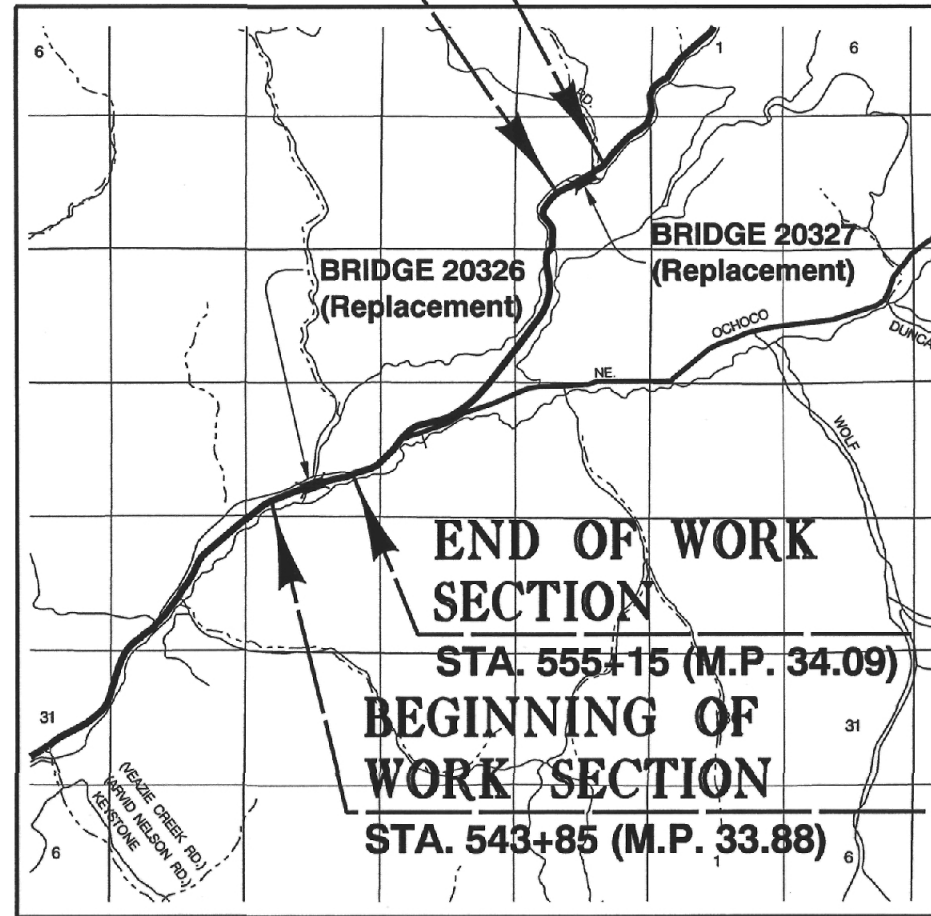 6
1
6
RD.
BRIDGE 20327
(Replacement)
BRIDGE 20326
(Replacement)
OCHOCO
DUNCA
NE.
WOLF
END OF WORK
SECTION
STA. 555+15 (M.P. 34.09)
BEGINNING OF
WORK SECTION
STA. 543+85 (M.P. 33.88)
31
31
(VEAZIE CREEK RD.)
(ARVID NELSON RD.)
KEYSTONE
6
1
6